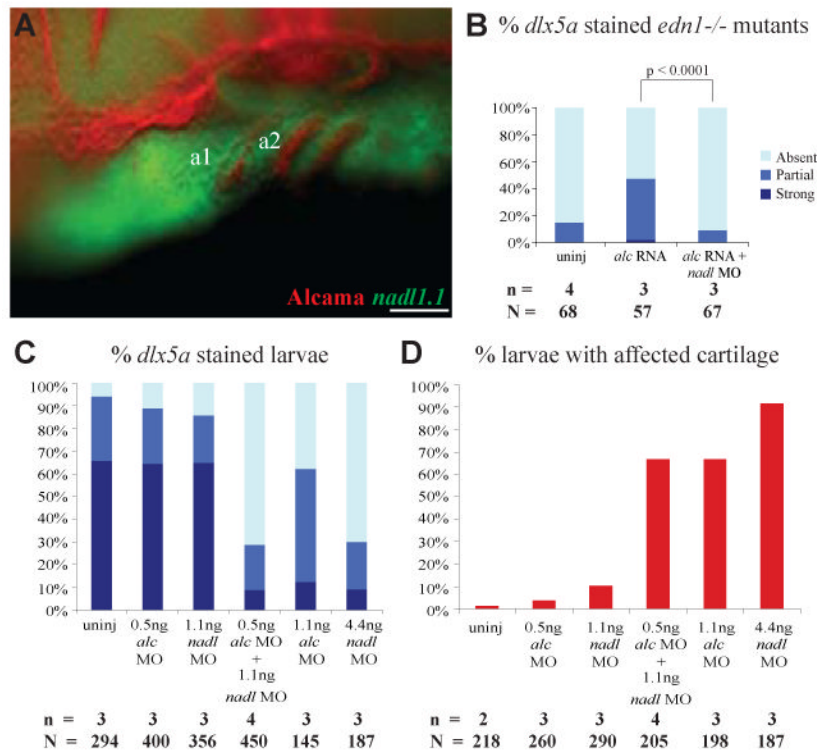 A
a1
a2
Alcama nadl1.1
B % dlx5a stained edn1-/- mutants
p < 0.0001
100%
80%
60%
40%
20%
0%
Absent
Partial
Strong
uninj alc RNA alc RNA +
nadl MO
n = 4 3 3
N = 68 57 67
C % dlx5a stained larvae
100%
90%
80%
70%
60%
50%
40%
30%
20%
10%
0%
uninj 0.5ng 1.1ng 0.5ng 1.1ng 4.4ng
alc nadl alc MO alc nadl
MO MO + MO MO
1.1ng
nadl MO
n = 3 3 3 4 3 3
N = 294 400 356 450 145 187
D % larvae with affected cartilage
100%
90%
80%
70%
60%
50%
40%
30%
20%
10%
0%
uninj 0.5ng 1.1ng 0.5ng 1.1ng 4.4ng
alc nadl alc MO alc nadl
MO MO + MO MO
1.1ng
nadl MO
n = 2 3 3 4 3 3
N = 218 260 290 205 198 187